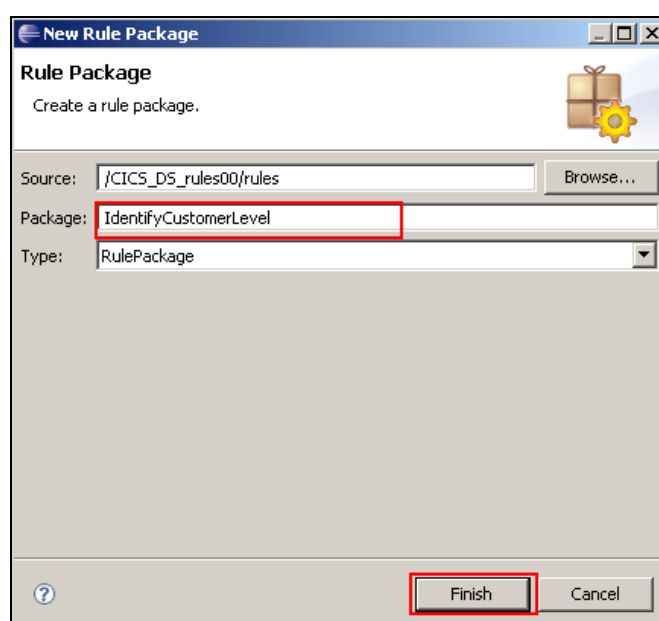 New Rule Package
Rule Package
Create a rule package.
Source: /CICS_DS_rules00/rules Browse...
Package: IdentifyCustomerLevel
Type: RulePackage
? Finish Cancel